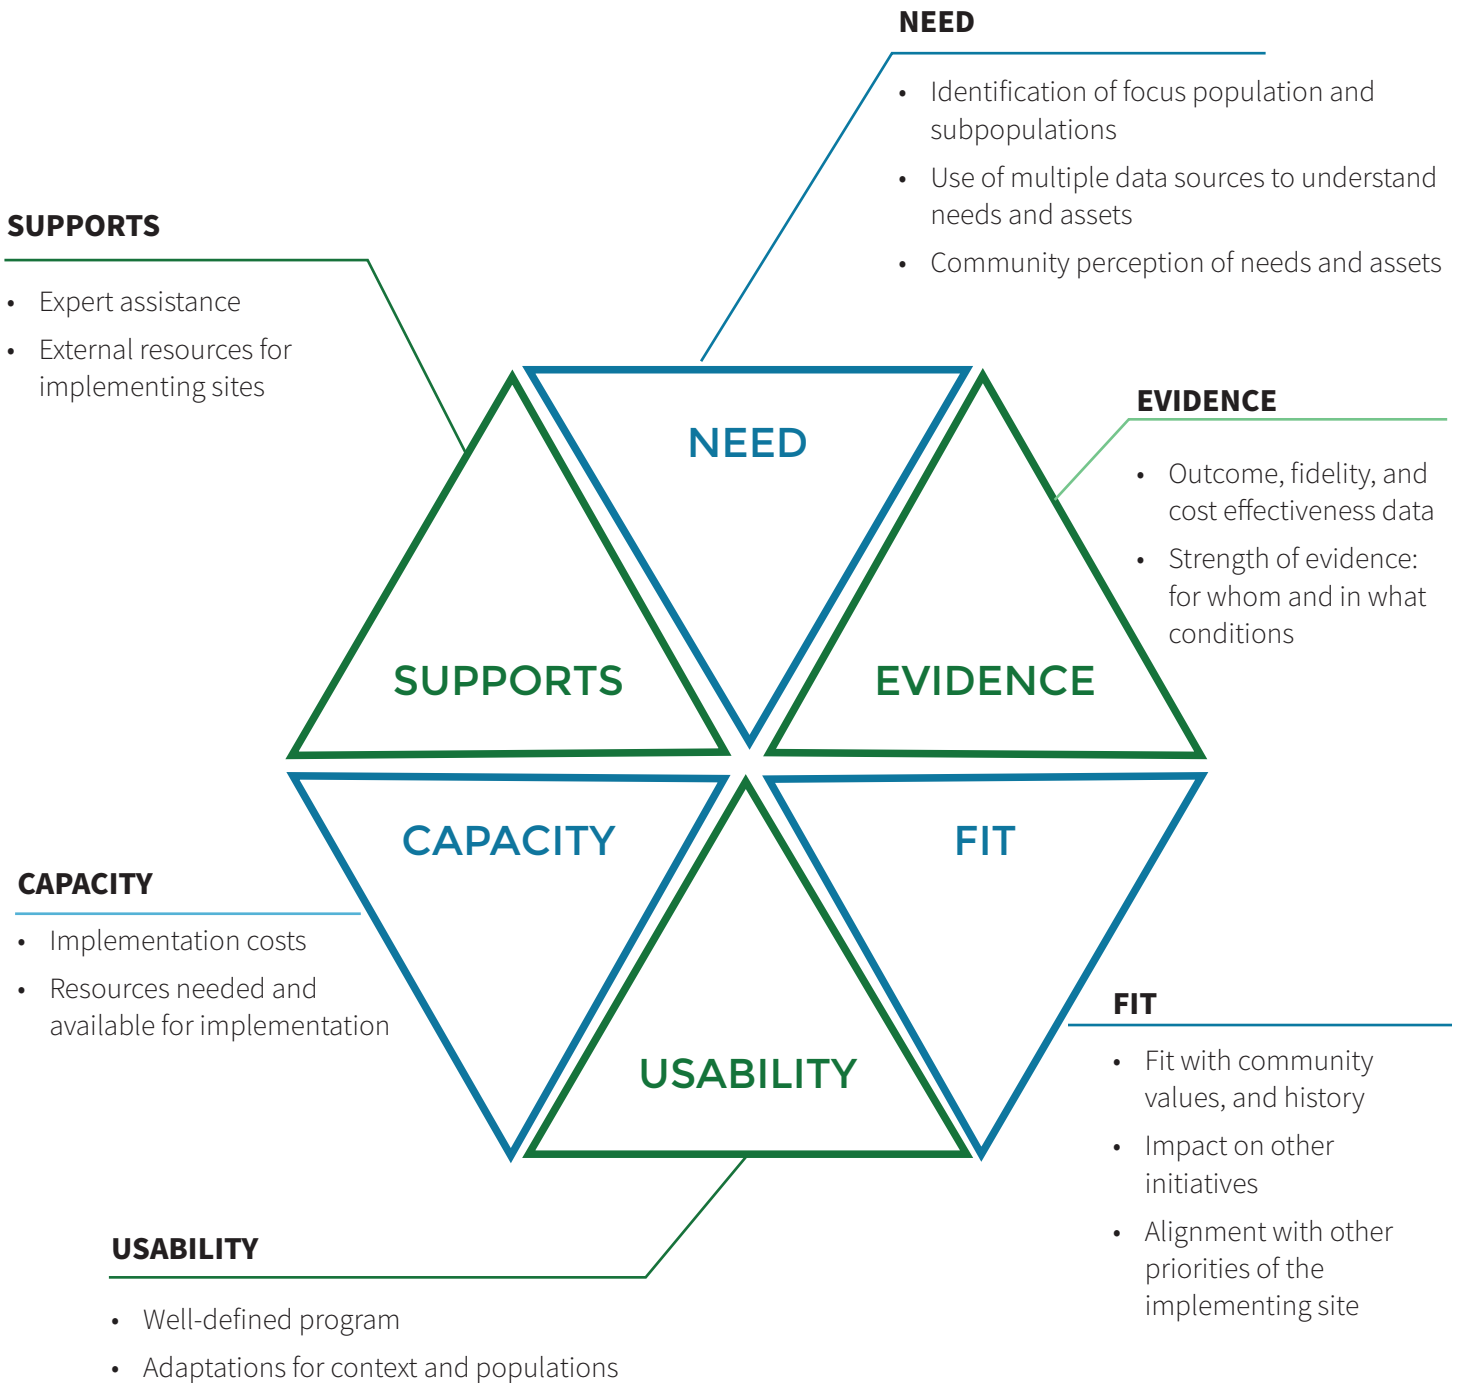 NEED
• Identification of focus population and
subpopulations
• Use of multiple data sources to understand
needs and assets
• Community perception of needs and assets
SUPPORTS
• Expert assistance
• External resources for
implementing sites
EVIDENCE
• Outcome, fidelity, and
cost effectiveness data
• Strength of evidence:
for whom and in what
conditions
NEED
SUPPORTS
EVIDENCE
CAPACITY
FIT
USABILITY
CAPACITY
• Implementation costs
• Resources needed and
available for implementation
FIT
• Fit with community
values, and history
• Impact on other
initiatives
• Alignment with other
priorities of the
implementing site
USABILITY
• Well-defined program
• Adaptations for context and populations